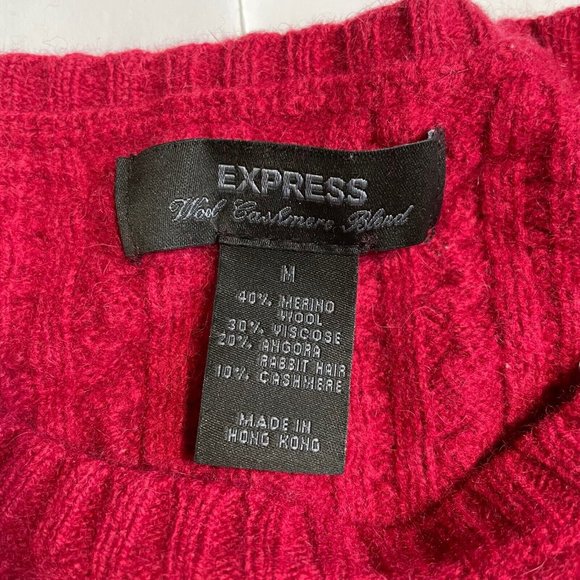 EXPRESS
Wool Cashmere Blend
M
40% MERINO
WOOL
30% VISCOSE
20% ANGORA
RABBIT HAIR
10% CASHMERE
MADE IN
HONG KONG